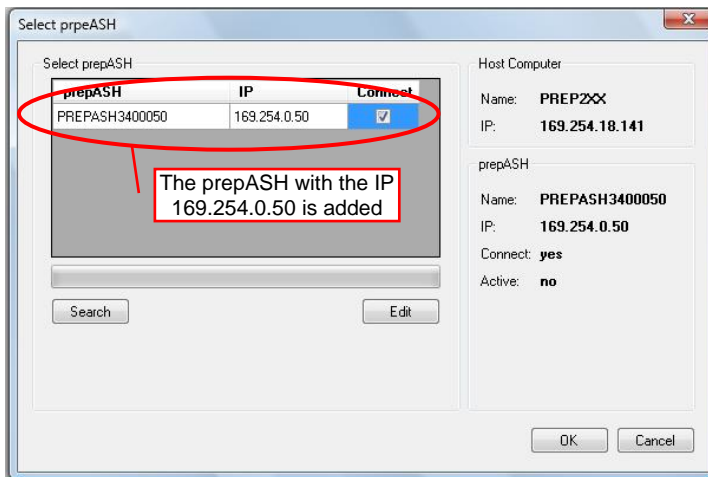 Select prpeASH
Select prepASH
prepASH IP Connect
PREPASH3400050 169.254.0.50
The prepASH with the IP
169.254.0.50 is added
Search Edit
Host Computer
Name: PREP2XX
IP: 169.254.18.141
prepASH
Name: PREPASH3400050
IP: 169.254.0.50
Connect: yes
Active: no
OK Cancel